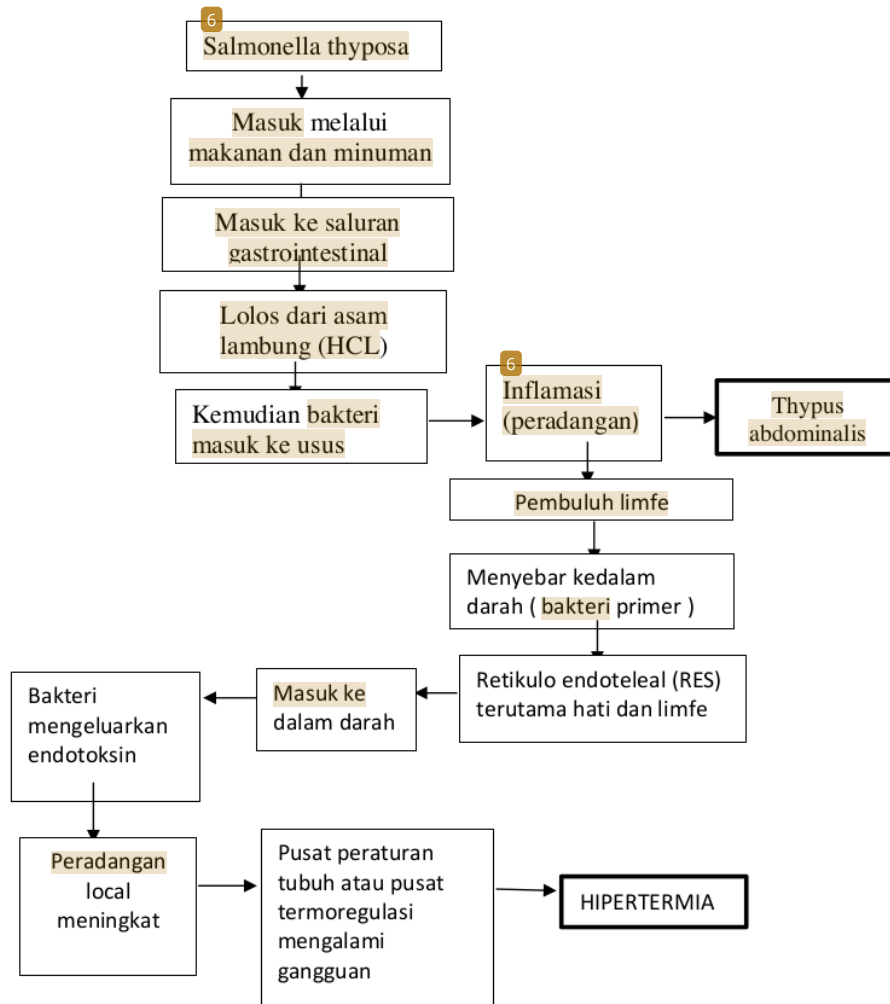 6
Salmonella thyposa
Masuk melalui
makanan dan minuman
Masuk ke saluran
gastrointestinal
Lolos dari asam
lambung (HCL)
Kemudian bakteri
masuk ke usus
6
Inflamasi
(peradangan)
Thypus
abdominalis
Pembuluh limfe
Menyebar kedalam
darah ( bakteri primer )
Retikulo endoteleal (RES)
terutama hati dan limfe
Masuk ke
dalam darah
Bakteri
mengeluarkan
endotoksin
Peradangan
local
meningkat
Pusat peraturan
tubuh atau pusat
termoregulasi
mengalami
gangguan
HIPERTERMIA